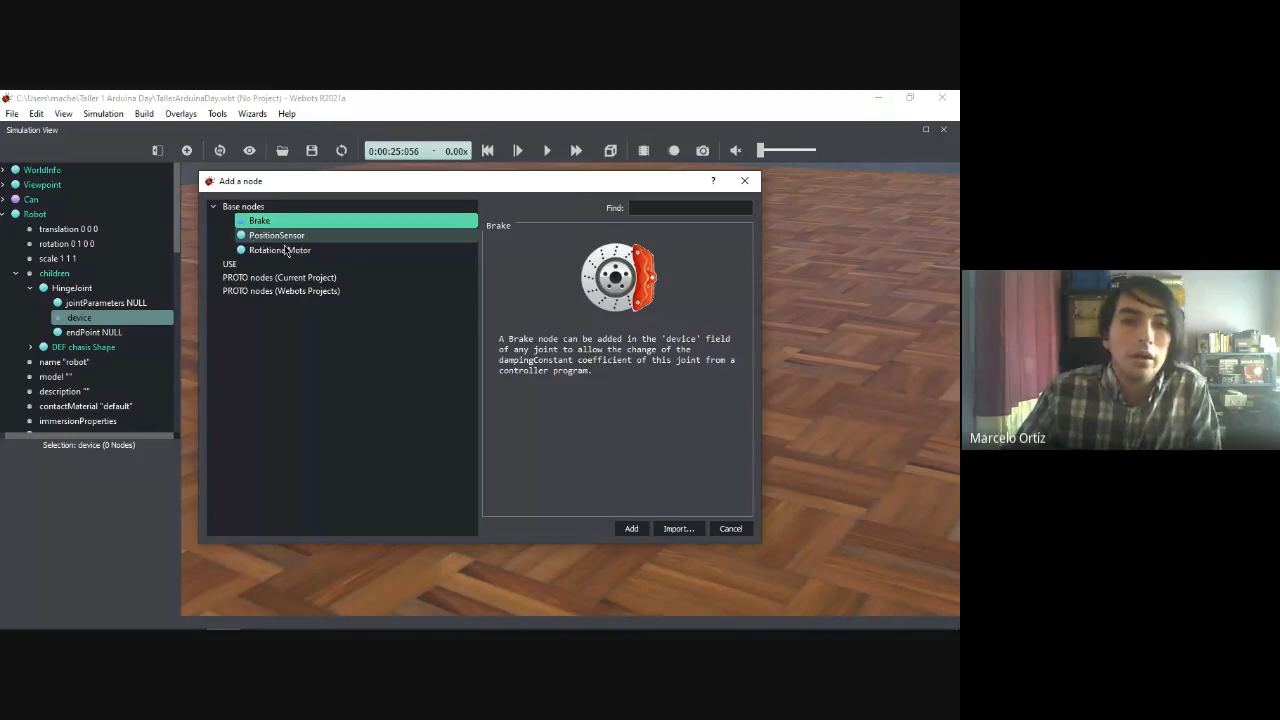 C:\Users\mache\Taller 1 Arduina Day\TallerArduinaDay.wbt (No Project) - Webots R2021a
File Edit View Simulation Build Overlays Tools Wizards Help
Simulation View
0:00:25:056 - 0.00x
WorldInfo
Viewpoint
Can
Robot
translation 0 0 0
rotation 0 1 0 0
scale 1 1 1
children
HingeJoint
jointParameters NULL
device
endPoint NULL
DEF chasis Shape
name "robot"
model ""
description ""
contactMaterial "default"
immersionProperties
Selection: device (0 Nodes)
Add a node
?
Base nodes
Brake
PositionSensor
RotationalMotor
USE
PROTO nodes (Current Project)
PROTO nodes (Webots Projects)
Find:
Brake
A Brake node can be added in the 'device' field
of any joint to allow the change of the
dampingConstant coefficient of this joint from a
controller program.
Add Import... Cancel
Marcelo Ortíz